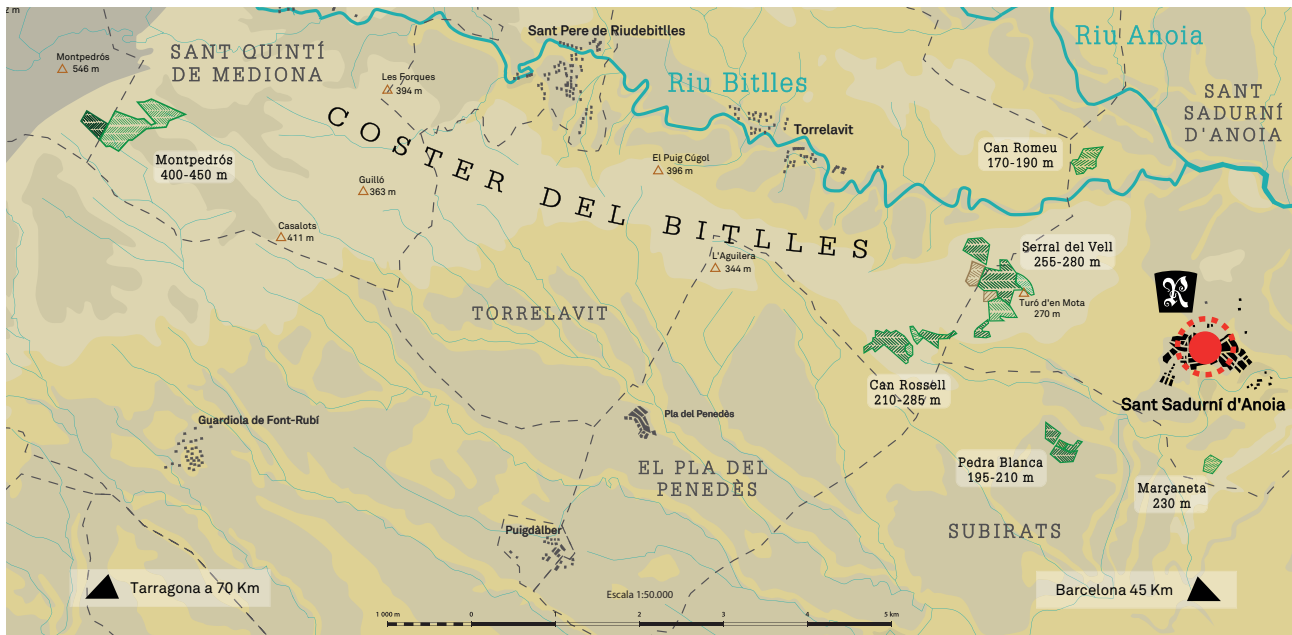 2 m
Montpedrós
546 m
SANT QUINTÍ
DE MEDIONA
Les Forques
394 m
Sant Pere de Riudebitlles
Riu Bitlles
Riu Anoia
SANT
SADURNÍ
D'ANOIA
Torrelavit
Can Romeu
170-190 m
El Puig Cúgol
396 m
Montpedrós
400-450 m
Guilló
363 m
COSTER DEL BITLLES
Casalots
411 m
L'Aguilera
344 m
Serral del Vell
255-280 m
Turó d'en Mota
270 m
R
TORRELAVIT
Can Rossell
210-285 m
Sant Sadurní d'Anoia
Guardiola de Font-Rubí
Pla del Penedès
EL PLA DEL
PENEDÈS
Pedra Blanca
195-210 m
Marçaneta
230 m
Puigdàlber
SUBIRATS
Tarragona a 70 Km
Escala 1:50.000
Barcelona 45 Km
1 000 m 0 1 2 3 4 5 km